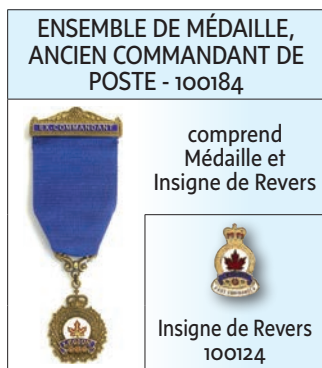 ENSEMBLE DE MÉDAILLE,
ANCIEN COMMANDANT DE
POSTE - 100184
EX-COMMANDANT
comprend
Médaille et
Insigne de Revers
Insigne de Revers
100124